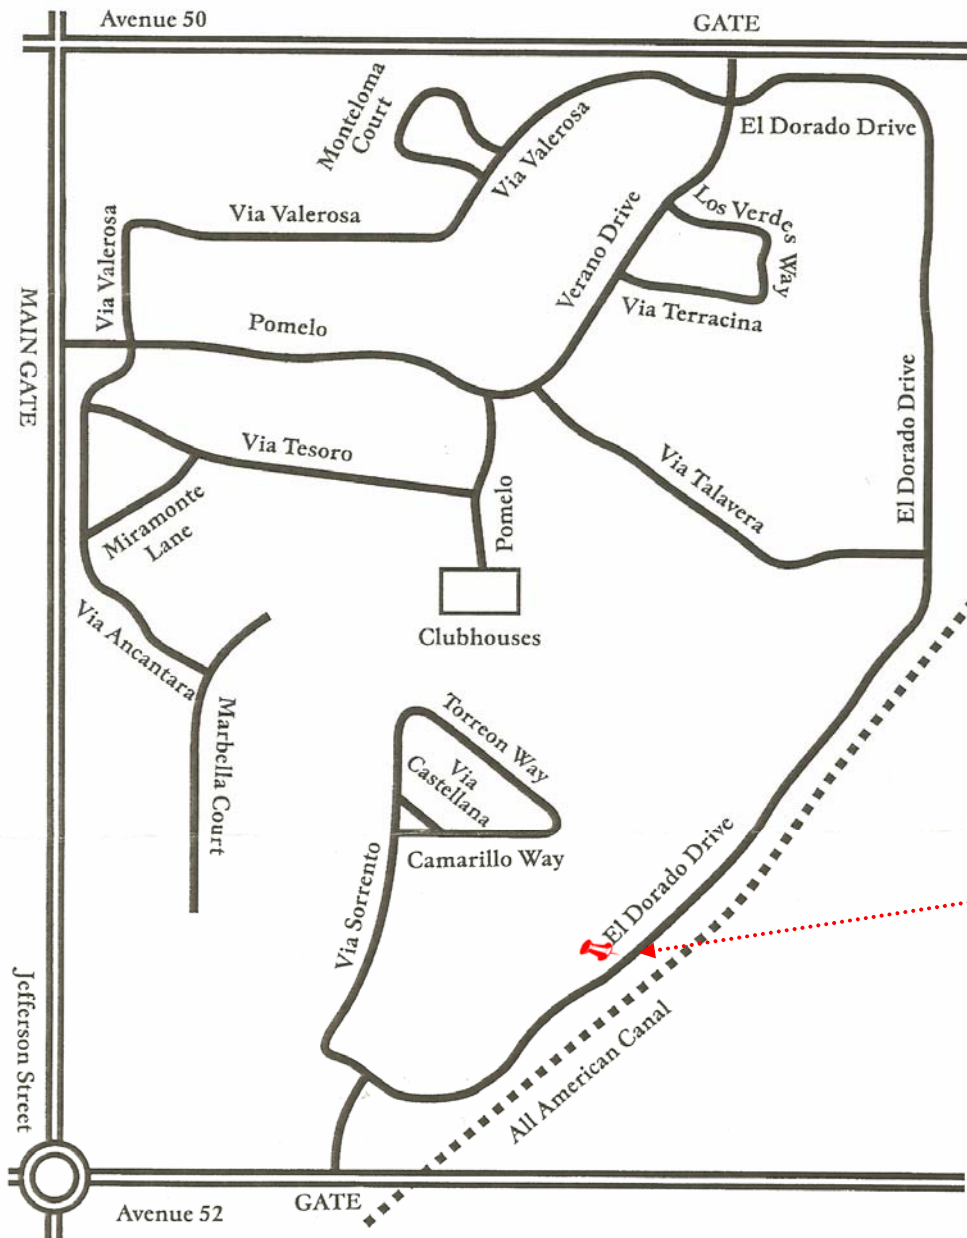 Avenue 50
GATE
Monteloma
Court
El Dorado Drive
Via Valerosa
Los Verdes Way
Via Valerosa
Via Valerosa
Verano Drive
Via Terracina
MAIN GATE
Pomelo
El Dorado Drive
Via Tesoro
Via Talavera
Pomelo
Miramonte
Lane
Clubhouses
Via Ancantara
Marbella Court
Torreon Way
Via
Castellana
Camarillo Way
El Dorado Drive
Via Sorrento
Jefferson Street
All American Canal
GATE
Avenue 52